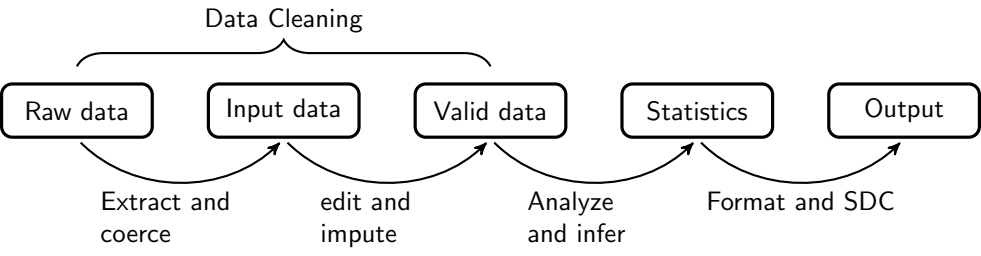 Data Cleaning
Raw data
Input data
Valid data
Statistics
Output
Extract and
coerce
edit and
impute
Analyze
and infer
Format and SDC